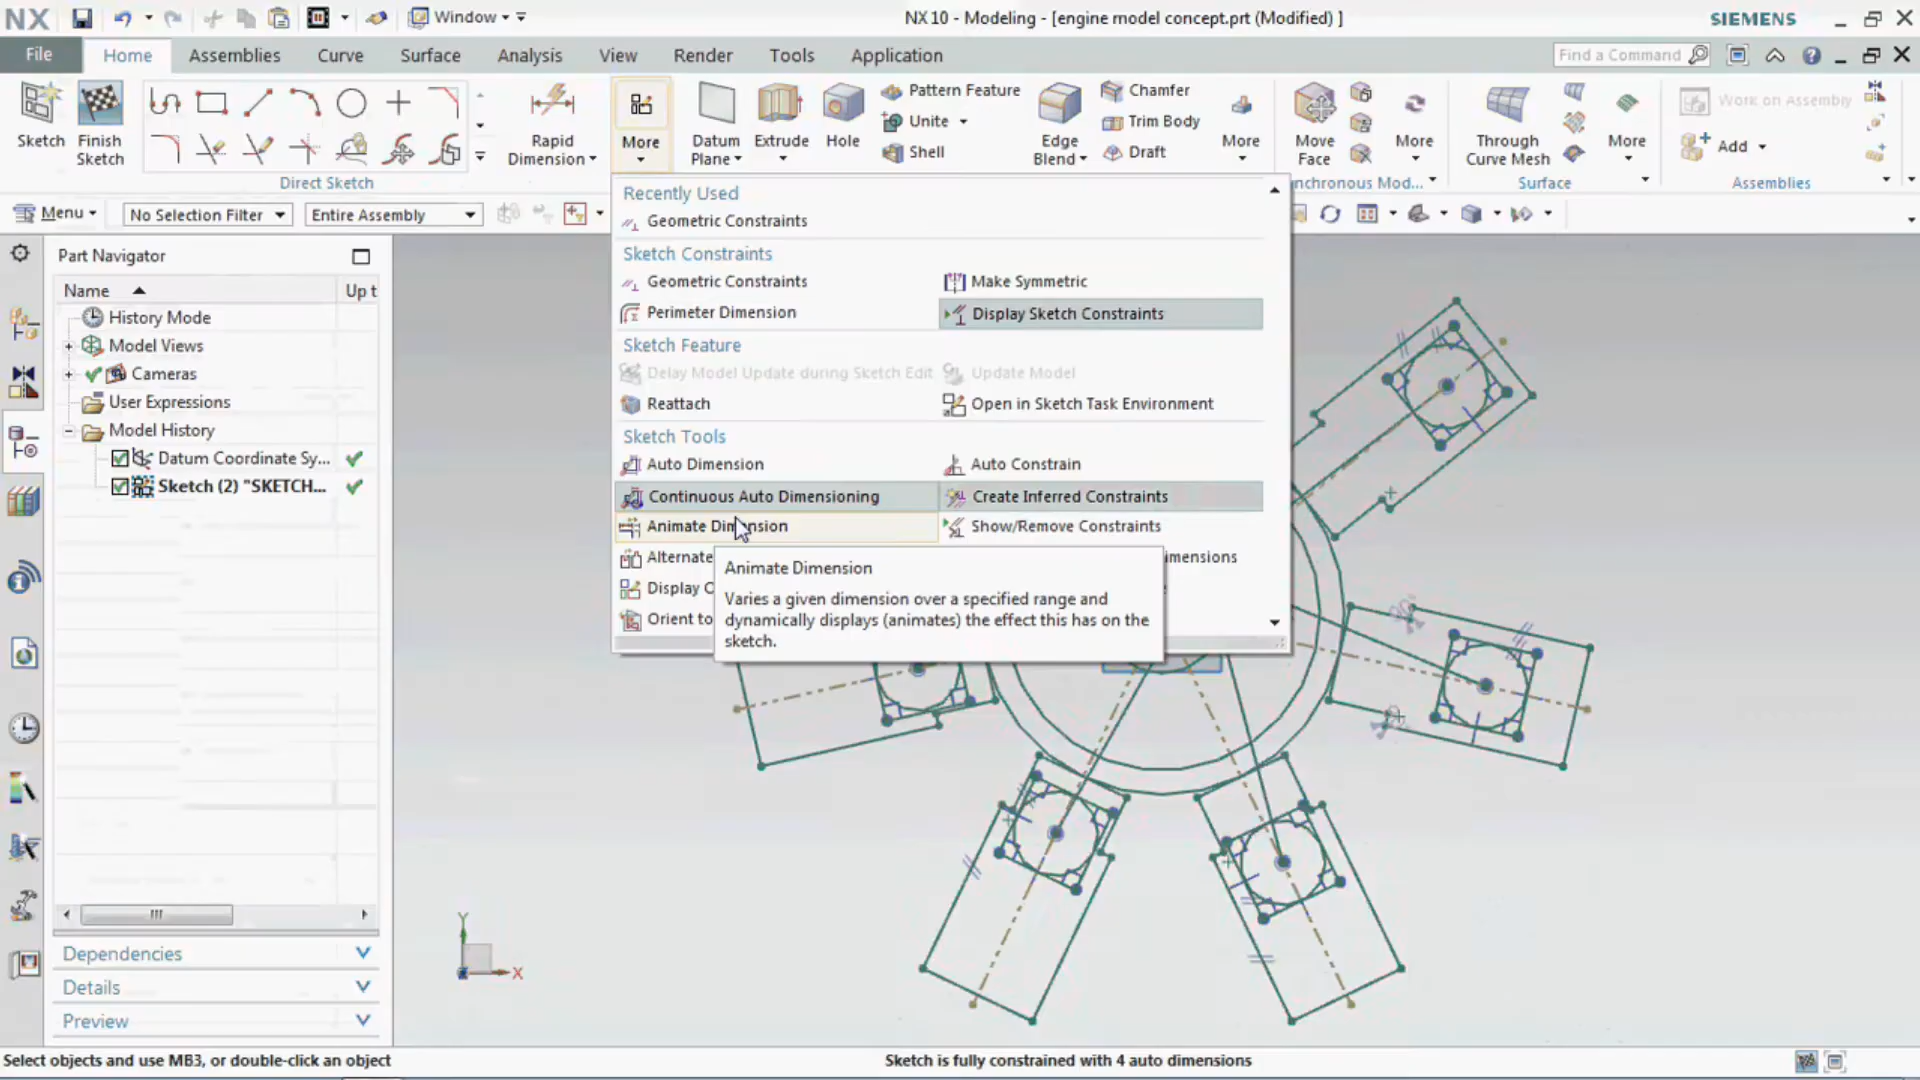 NX
Window
NX 10 - Modeling - [engine model concept.prt (Modified) ]
SIEMENS
File
Home
Assemblies
Curve
Surface
Analysis
View
Render
Tools
Application
Find a Command
Sketch
Finish
Sketch
Rapid
Dimension
More
Datum
Plane
Extrude
Hole
Pattern Feature
Unite
Shell
Edge
Blend
Chamfer
Trim Body
Draft
More
Move
Face
More
Through
Curve Mesh
More
Work on Assembly
Add
Direct Sketch
nchronous Mod...
Surface
Assemblies
Menu
No Selection Filter
Entire Assembly
Recently Used
Geometric Constraints
Sketch Constraints
Geometric Constraints
Make Symmetric
Perimeter Dimension
Display Sketch Constraints
Sketch Feature
Delay Model Update during Sketch Edit
Update Model
Reattach
Open in Sketch Task Environment
Sketch Tools
Auto Dimension
Auto Constrain
Continuous Auto Dimensioning
Create Inferred Constraints
Animate Dimension
Show/Remove Constraints
Alternate
imensions
Display
Orient to
Animate Dimension
Varies a given dimension over a specified range and
dynamically displays (animates) the effect this has on the
sketch.
Part Navigator
Name
Up t
History Mode
Model Views
Cameras
User Expressions
Model History
Datum Coordinate Sy...
Sketch (2) "SKETCH...
Dependencies
Details
Preview
Y
X
Select objects and use MB3, or double-click an object
Sketch is fully constrained with 4 auto dimensions